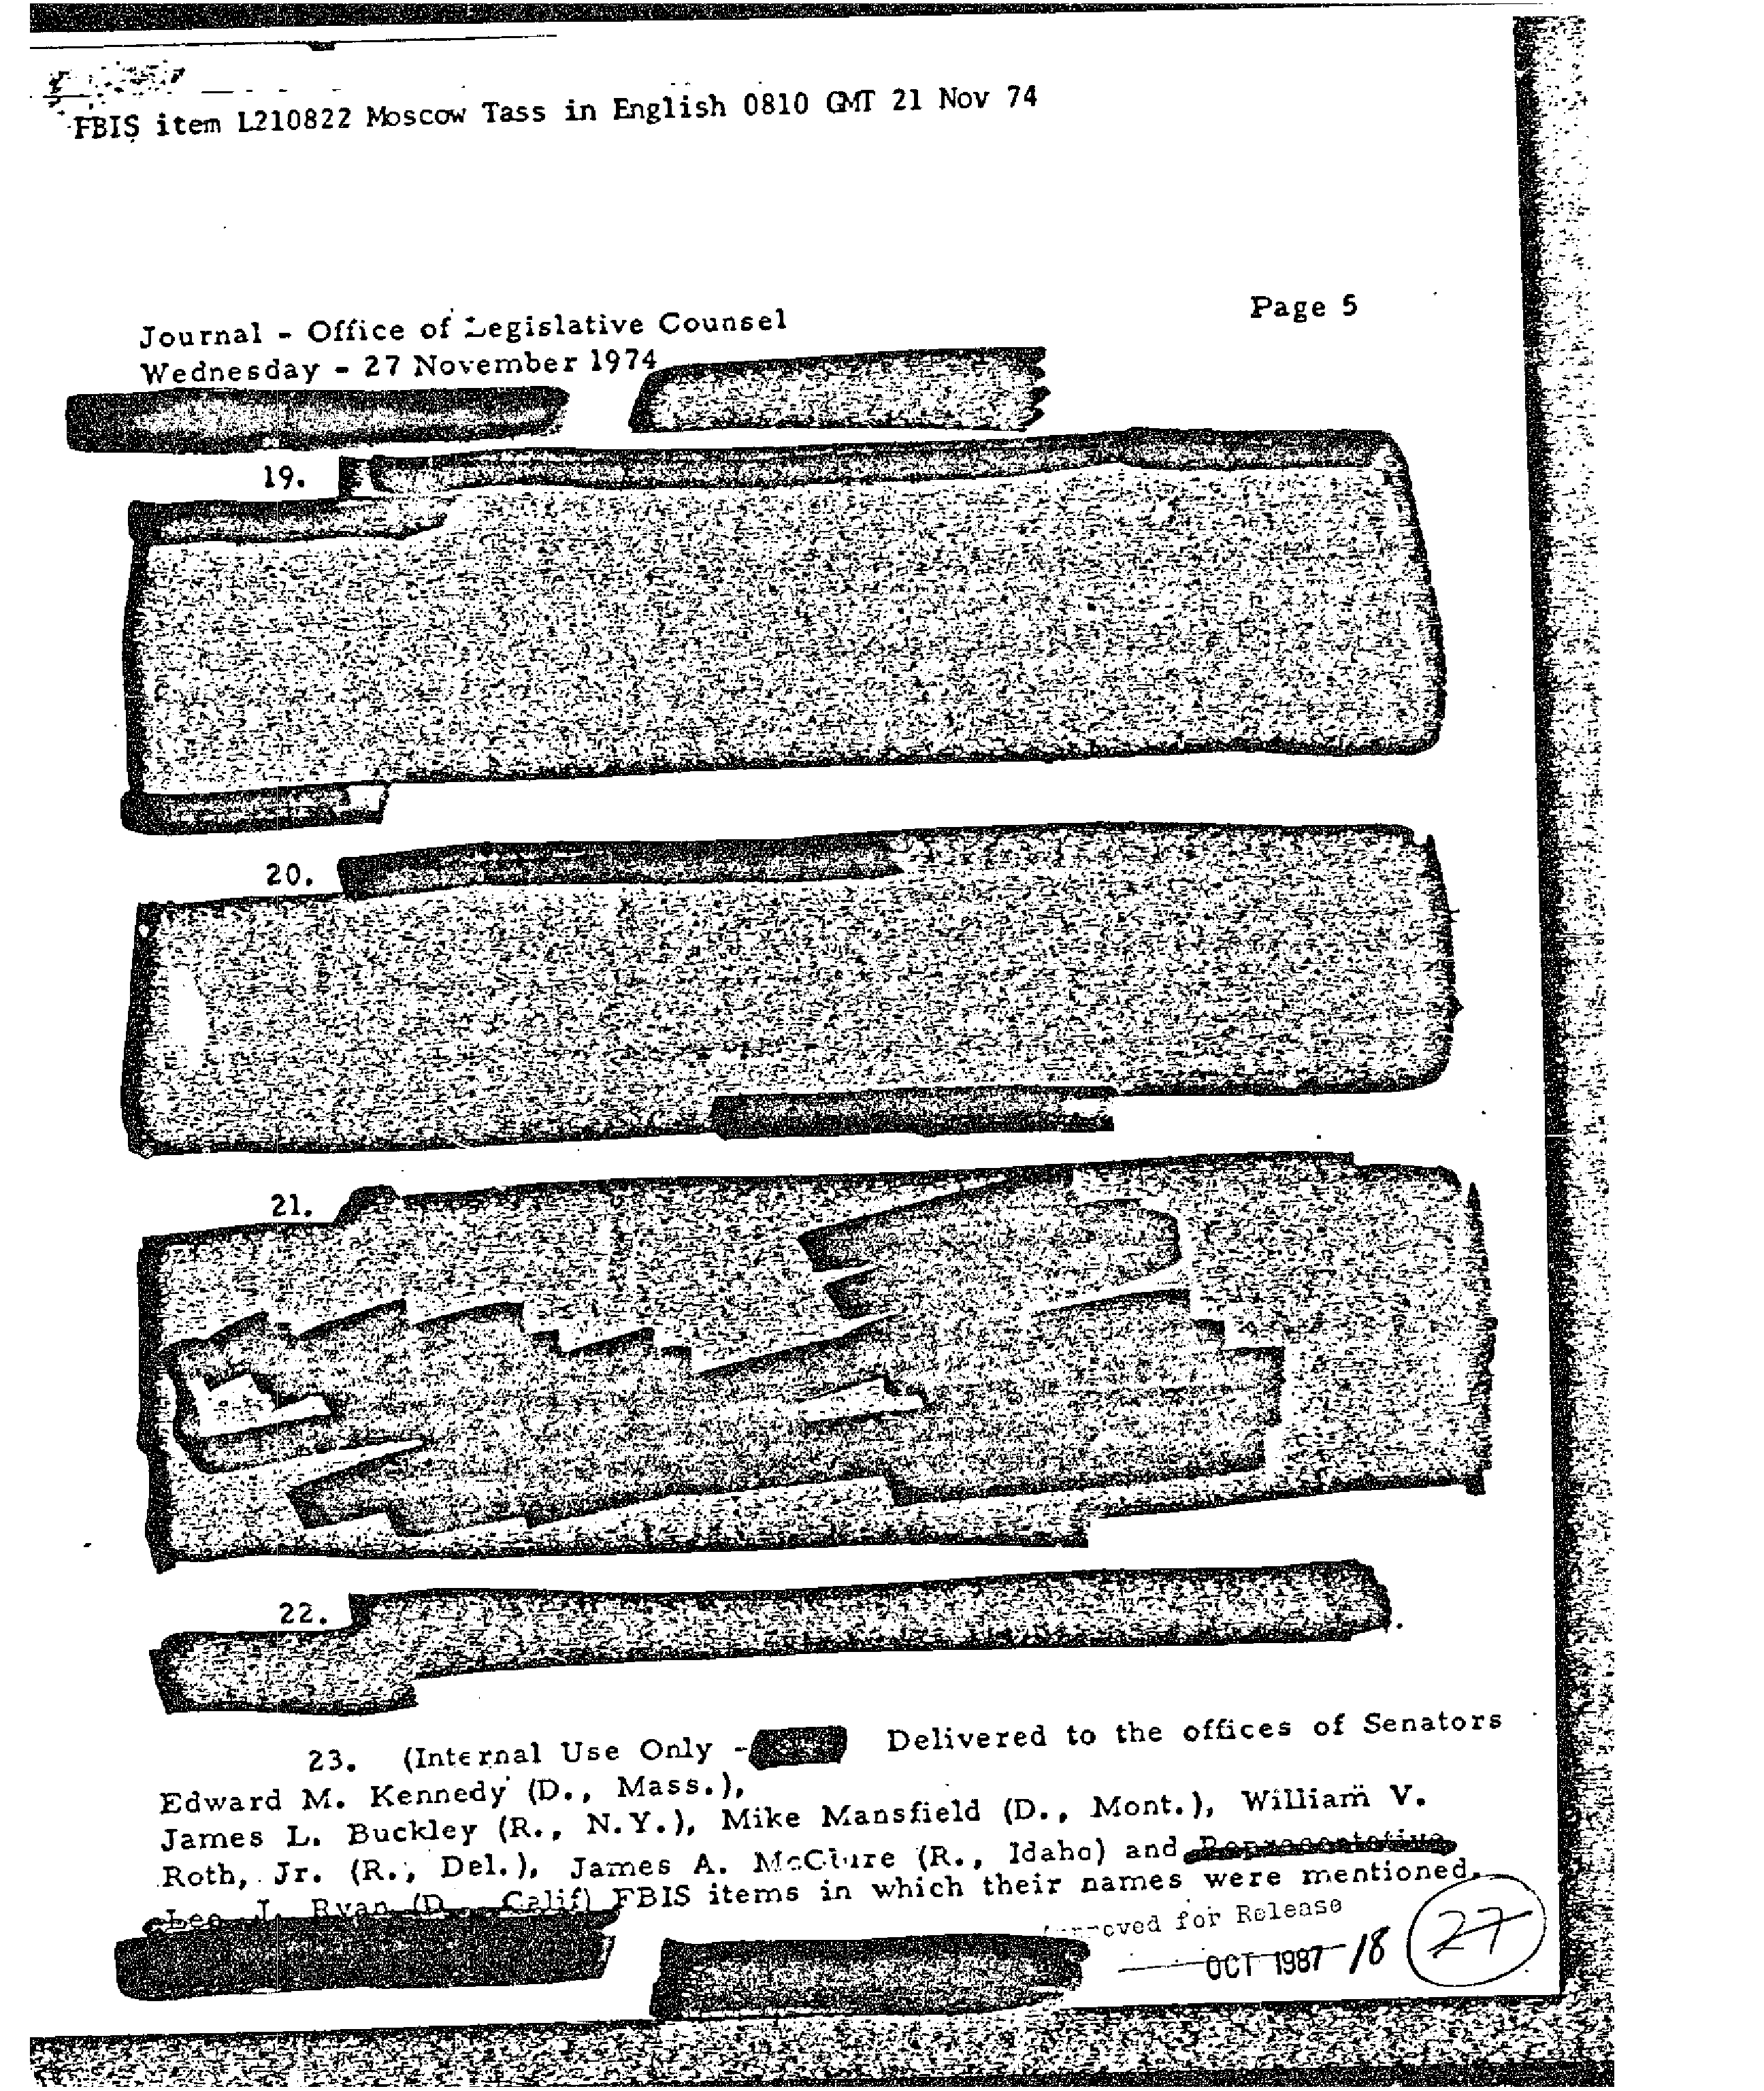 FBIS item L210822 Moscow Tass in English 0810 GMT 21 Nov 74
Page 5
Journal - Office of Legislative Counsel
Wednesday - 27 November 1974
19.
20.
21.
22.
23. (Internal Use Only - Delivered to the offices of Senators
Edward M. Kennedy (D., Mass.),
James L. Buckley (R., N.Y.), Mike Mansfield (D., Mont.), William V.
Roth, Jr. (R., Del.), James A. McClure (R., Idaho) and Representative
Leo J. Ryan (D., Calif) FBIS items in which their names were mentioned.
for Release
OCT 1987 /18 27